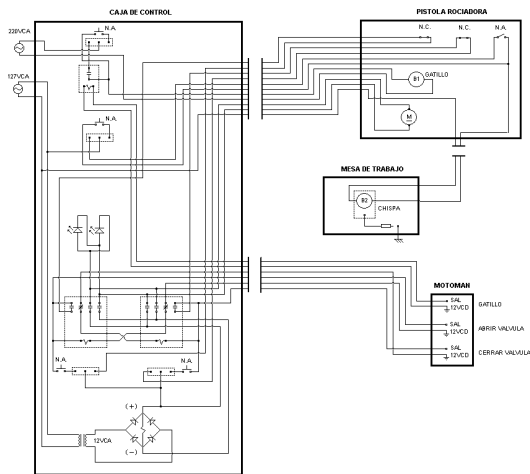 CAJA DE CONTROL
PISTOLA ROCIADORA
220VCA
N.A.
N.C.
N.C.
N.A.
127VCA
B1
GATILLO
N.A.
M
MESA DE TRABAJO
B2
CHISPA
MOTOMAN
SAL
12VCD
GATILLO
SAL
12VCD
ABRIR VALVULA
SAL
12VCD
CERRAR VALVULA
N.A.
N.A.
(+)
12VCA
(−)